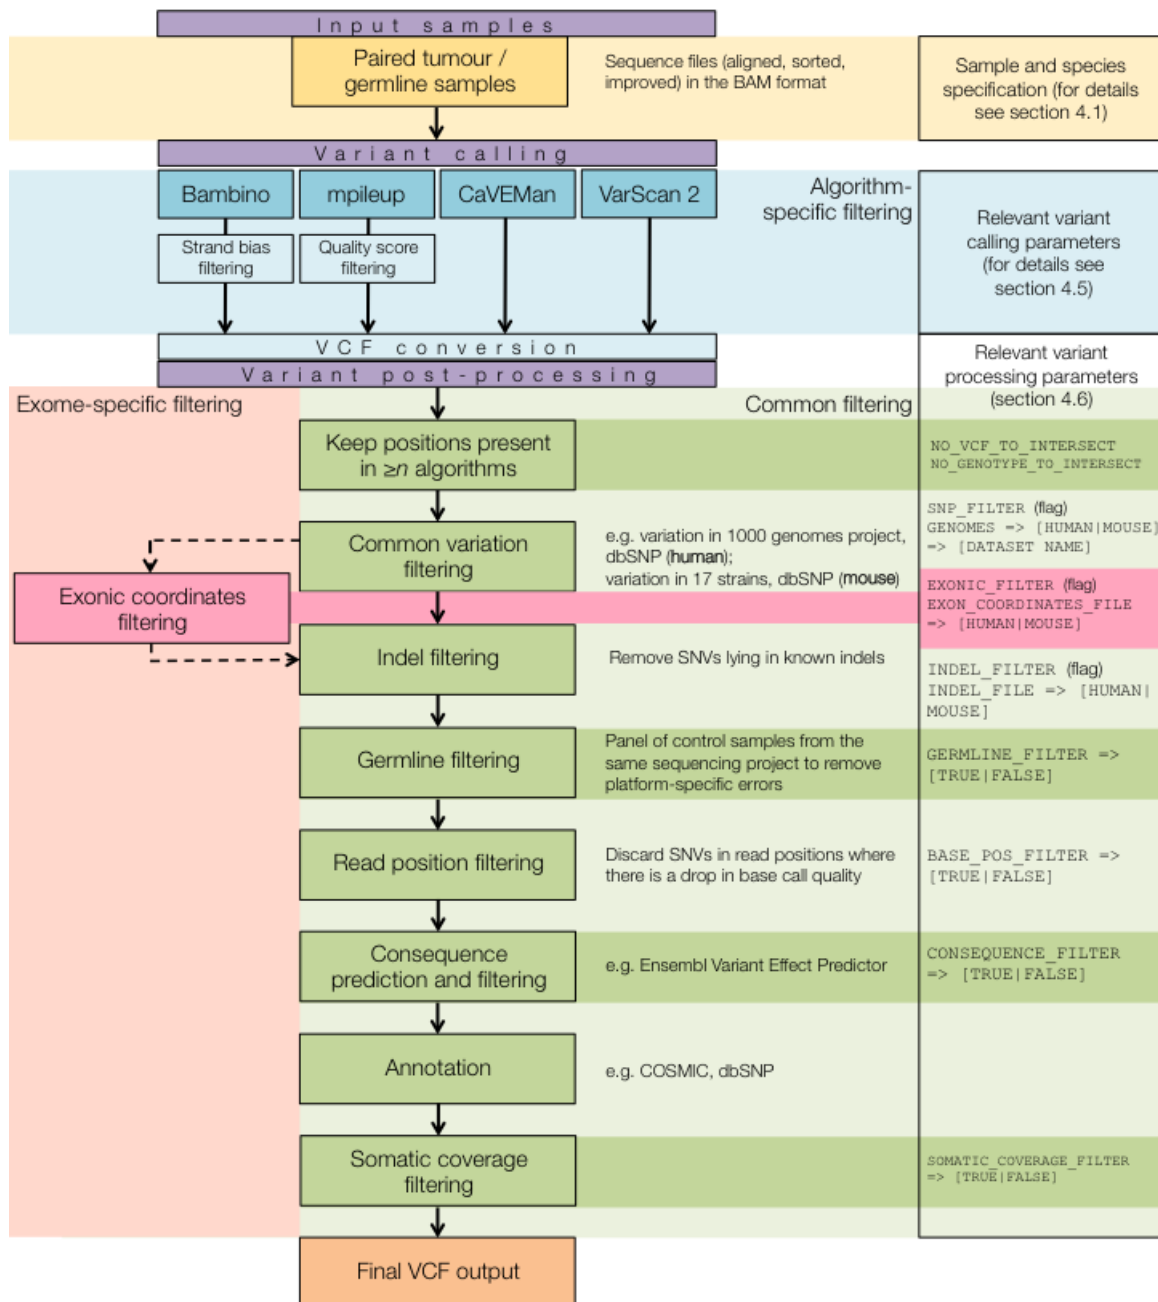 Input samples
Paired tumour /
germline samples
Sequence files (aligned, sorted,
improved) in the BAM format
Sample and species
specification (for details
see section 4.1)
Variant calling
Bambino
mpileup
CaVEMan
VarScan 2
Algorithm-
specific filtering
Strand bias
filtering
Quality score
filtering
Relevant variant
calling parameters
(for details see
section 4.5)
VCF conversion
Variant post-processing
Relevant variant
processing parameters
(section 4.6)
Exome-specific filtering
Common filtering
Keep positions present
in ≥n algorithms
NO_VCF_TO_INTERSECT
NO_GENOTYPE_TO_INTERSECT
Common variation
filtering
e.g. variation in 1000 genomes project,
dbSNP (human);
variation in 17 strains, dbSNP (mouse)
SNP_FILTER (flag)
GENOMES => [HUMAN|MOUSE]
=> [DATASET NAME]
Exonic coordinates
filtering
EXONIC_FILTER (flag)
EXON_COORDINATES_FILE
=> [HUMAN|MOUSE]
Indel filtering
Remove SNVs lying in known indels
INDEL_FILTER (flag)
INDEL_FILE => [HUMAN|
MOUSE]
Germline filtering
Panel of control samples from the
same sequencing project to remove
platform-specific errors
GERMLINE_FILTER =>
[TRUE|FALSE]
Read position filtering
Discard SNVs in read positions where
there is a drop in base call quality
BASE_POS_FILTER =>
[TRUE|FALSE]
Consequence
prediction and filtering
e.g. Ensembl Variant Effect Predictor
CONSEQUENCE_FILTER
=> [TRUE|FALSE]
Annotation
e.g. COSMIC, dbSNP
Somatic coverage
filtering
SOMATIC_COVERAGE_FILTER
=> [TRUE|FALSE]
Final VCF output